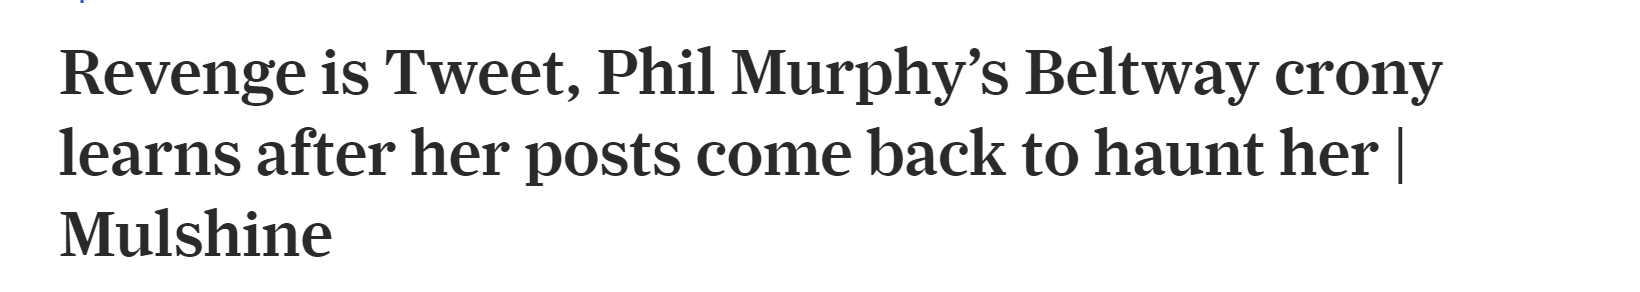 Revenge is Tweet, Phil Murphy’s Beltway crony
learns after her posts come back to haunt her |
Mulshine